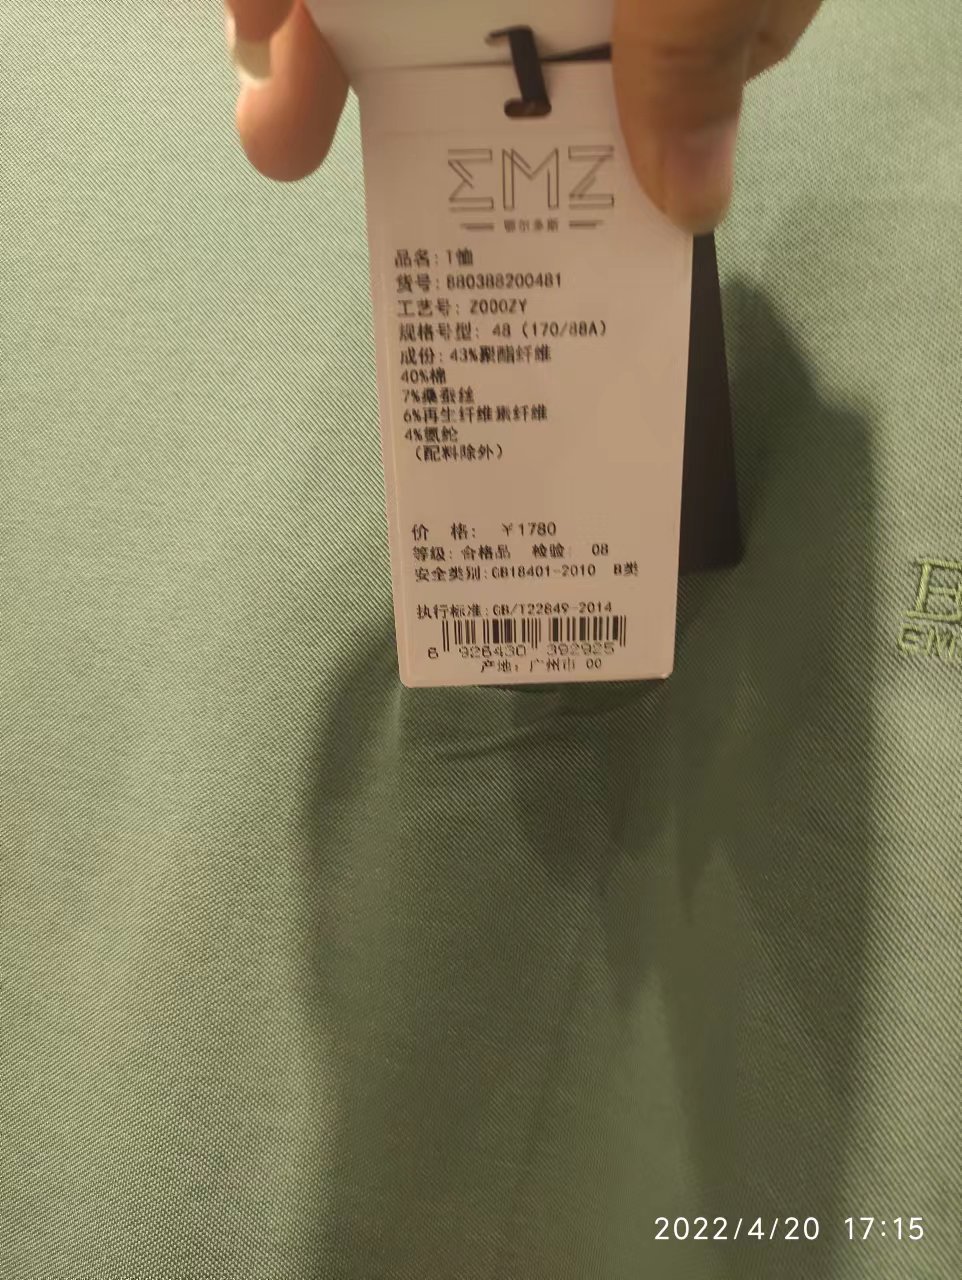 EMZ
鄂尔多斯
品名: T恤
货号: B80388200481
工艺号: Z000ZY
规格号型: 48 (170/88A)
成份: 43%聚酯纤维
40%棉
7%桑蚕丝
6%再生纤维素纤维
4%氨纶
(配料除外)
价 格: ¥1780
等级: 合格品 检验: 08
安全类别:GB18401-2010 B类
执行标准:GB/T22849-2014
6 926430 392925
产地: 广州市 00
2022/4/20 17:15